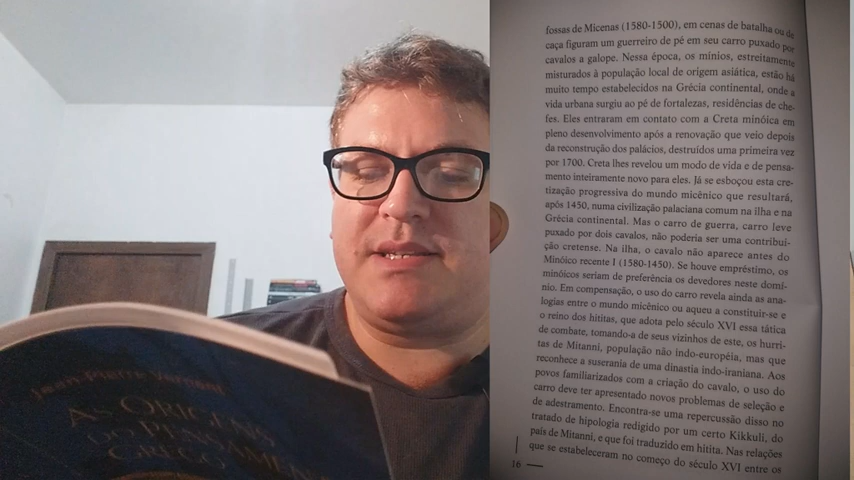 Jean-Pierre Vernant
AS ORIGENS
DO PENSAMENTO
GREGO
fossas de Micenas (1580-1500), em cenas de batalha ou de
caça figuram um guerreiro de pé em seu carro puxado por
cavalos a galope. Nessa época, os mínios, estreitamente
misturados à população local de origem asiática, estão há
muito tempo estabelecidos na Grécia continental, onde a
vida urbana surgiu ao pé de fortalezas, residências de che-
fes. Eles entraram em contato com a Creta minóica em
pleno desenvolvimento após a renovação que veio depois
da reconstrução dos palácios, destruídos uma primeira vez
por 1700. Creta lhes revelou um modo de vida e de pensa-
mento inteiramente novo para eles. Já se esboçou esta cre-
tização progressiva do mundo micênico que resultará,
após 1450, numa civilização palaciana comum na ilha e na
Grécia continental. Mas o carro de guerra, carro leve
puxado por dois cavalos, não poderia ser uma contribui-
ção cretense. Na ilha, o cavalo não aparece antes do
Minóico recente I (1580-1450). Se houve empréstimo, os
minóicos seriam de preferência os devedores neste domí-
nio. Em compensação, o uso do carro revela ainda as ana-
logias entre o mundo micênico ou aqueu a constituir-se e
o reino dos hititas, que adota pelo século XVI essa tática
de combate, tomando-a de seus vizinhos de este, os hurri-
tas de Mitanni, população não indo-européia, mas que
reconhece a suserania de uma dinastia indo-iraniana. Aos
povos familiarizados com a criação do cavalo, o uso do
carro deve ter apresentado novos problemas de seleção e
de adestramento. Encontra-se uma repercussão disso no
tratado de hipologia redigido por um certo Kikkuli, do
país de Mitanni, e que foi traduzido em hitita. Nas relações
que se estabeleceram no começo do século XVI entre os
16